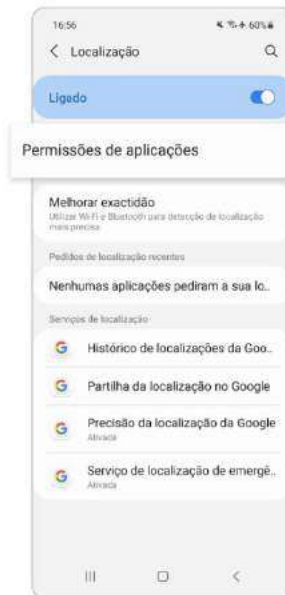 16:56
60%
Localização
Ligado
Permissões de aplicações
Melhorar exactidão
Utilizar Wi-Fi e Bluetooth para detecção de localização
mais precisa
Pedidos de localização recentes
Nenhumas aplicações pediram a sua lo..
Serviços de localização
G Histórico de localizações da Goo..
G Partilha da localização no Google
G Precisão da localização da Google
Ativada
G Serviço de localização de emergê..
Ativada